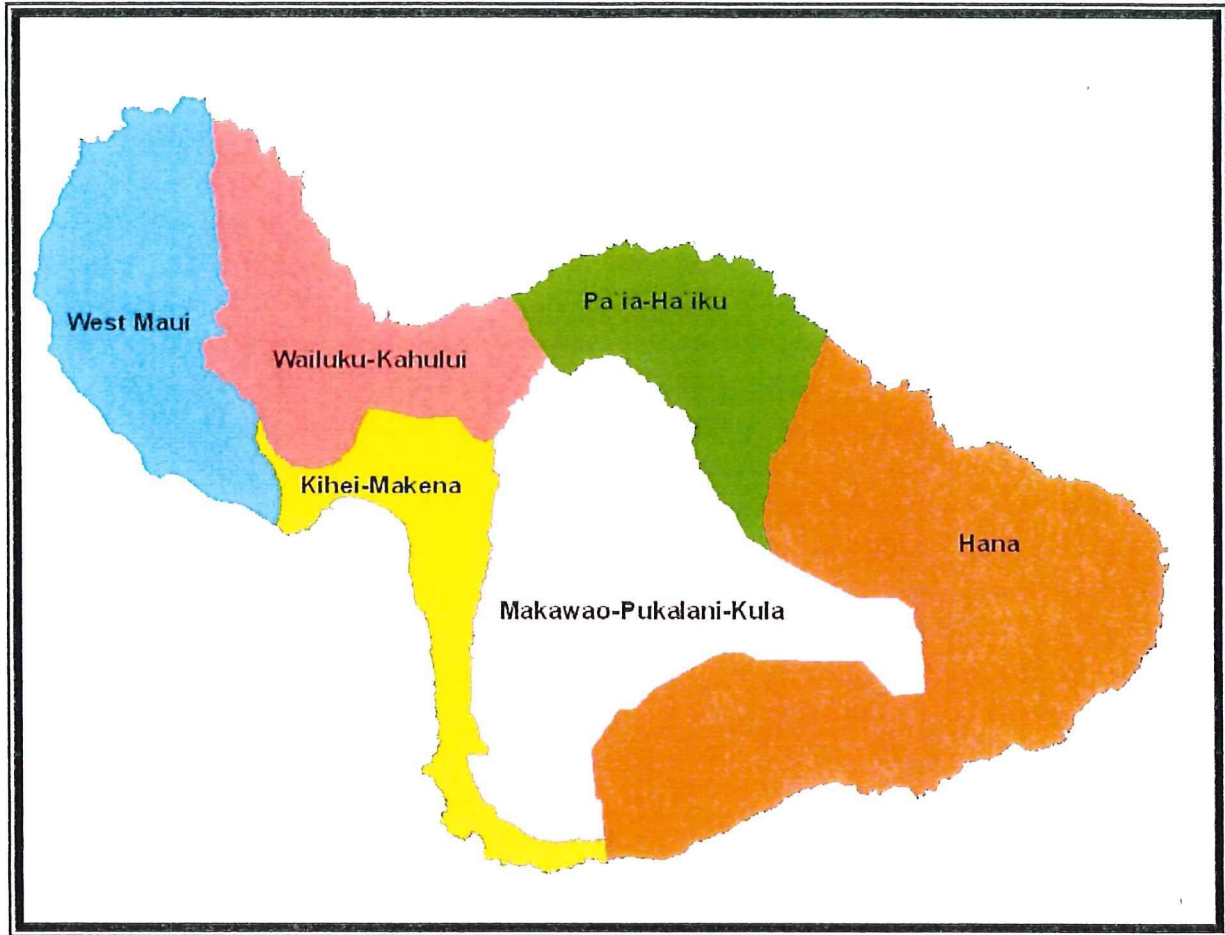 Pa`ia-Ha`iku
West Maui
Wailuku-Kahului
Kihei-Makena
Hana
Makawao-Pukalani-Kula